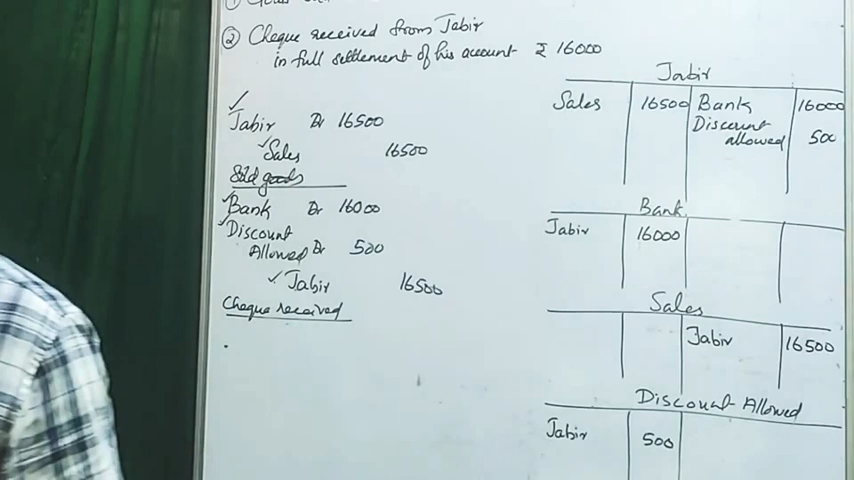 ①
② Cheque received from Jabir
in full settlement of his account ₹ 16000
Jabir Dr 16500
Sales 16500
Sold goods
Bank Dr 16000
Discount
Allowed Dr 500
Jabir 16500
Cheque received
Jabir
Sales 16500 Bank 16000
Discount
allowed 500
Bank
Jabir 16000
Sales
Jabir 16500
Discount Allowed
Jabir 500